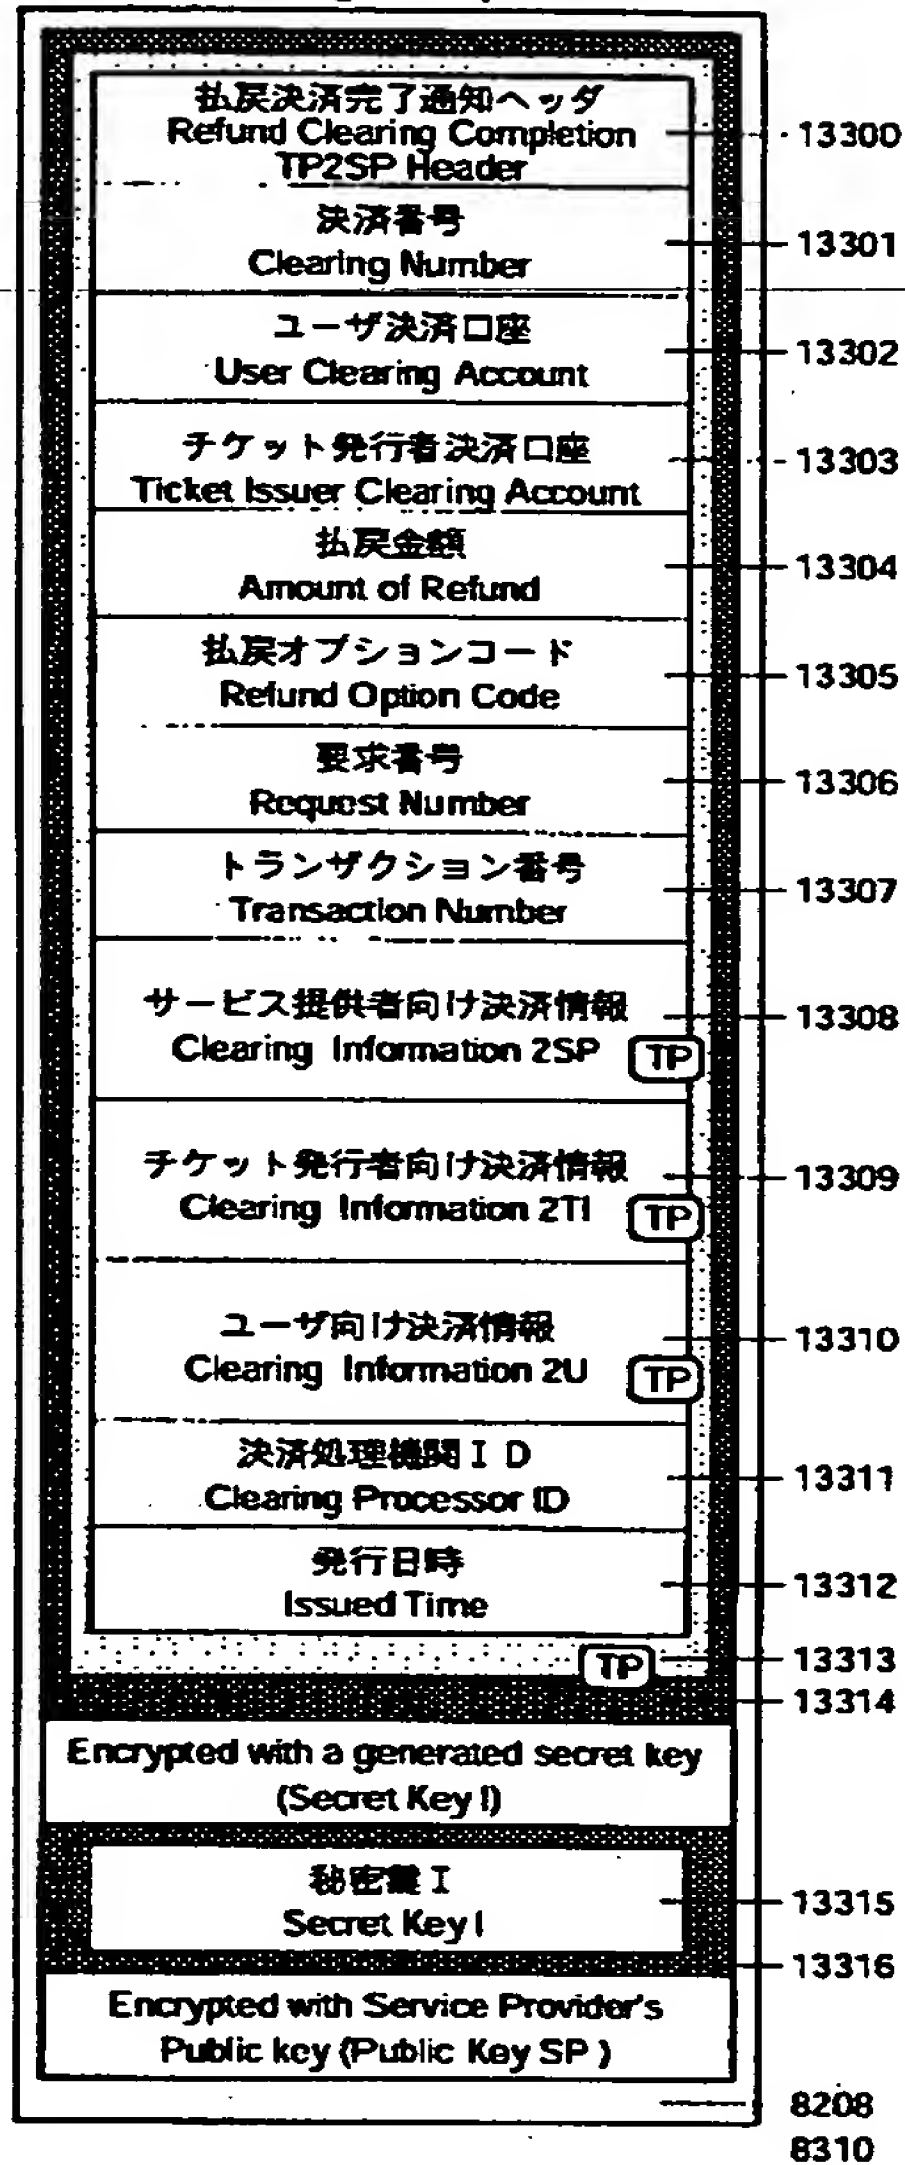 払戻決済完了通知ヘッダ
Refund Clearing Completion
TP2SP Header
13300
決済番号
Clearing Number
13301
ユーザ決済口座
User Clearing Account
13302
チケット発行者決済口座
Ticket Issuer Clearing Account
13303
払戻金額
Amount of Refund
13304
払戻オプションコード
Refund Option Code
13305
要求番号
Request Number
13306
トランザクション番号
Transaction Number
13307
サービス提供者向け決済情報
Clearing Information 2SP
TP
13308
チケット発行者向け決済情報
Clearing Information 2TI
TP
13309
ユーザ向け決済情報
Clearing Information 2U
TP
13310
決済処理機関ID
Clearing Processor ID
13311
発行日時
Issued Time
13312
TP
13313
13314
Encrypted with a generated secret key
(Secret Key I)
秘密鍵I
Secret Key I
13315
13316
Encrypted with Service Provider's
Public key (Public Key SP )
8208
8310